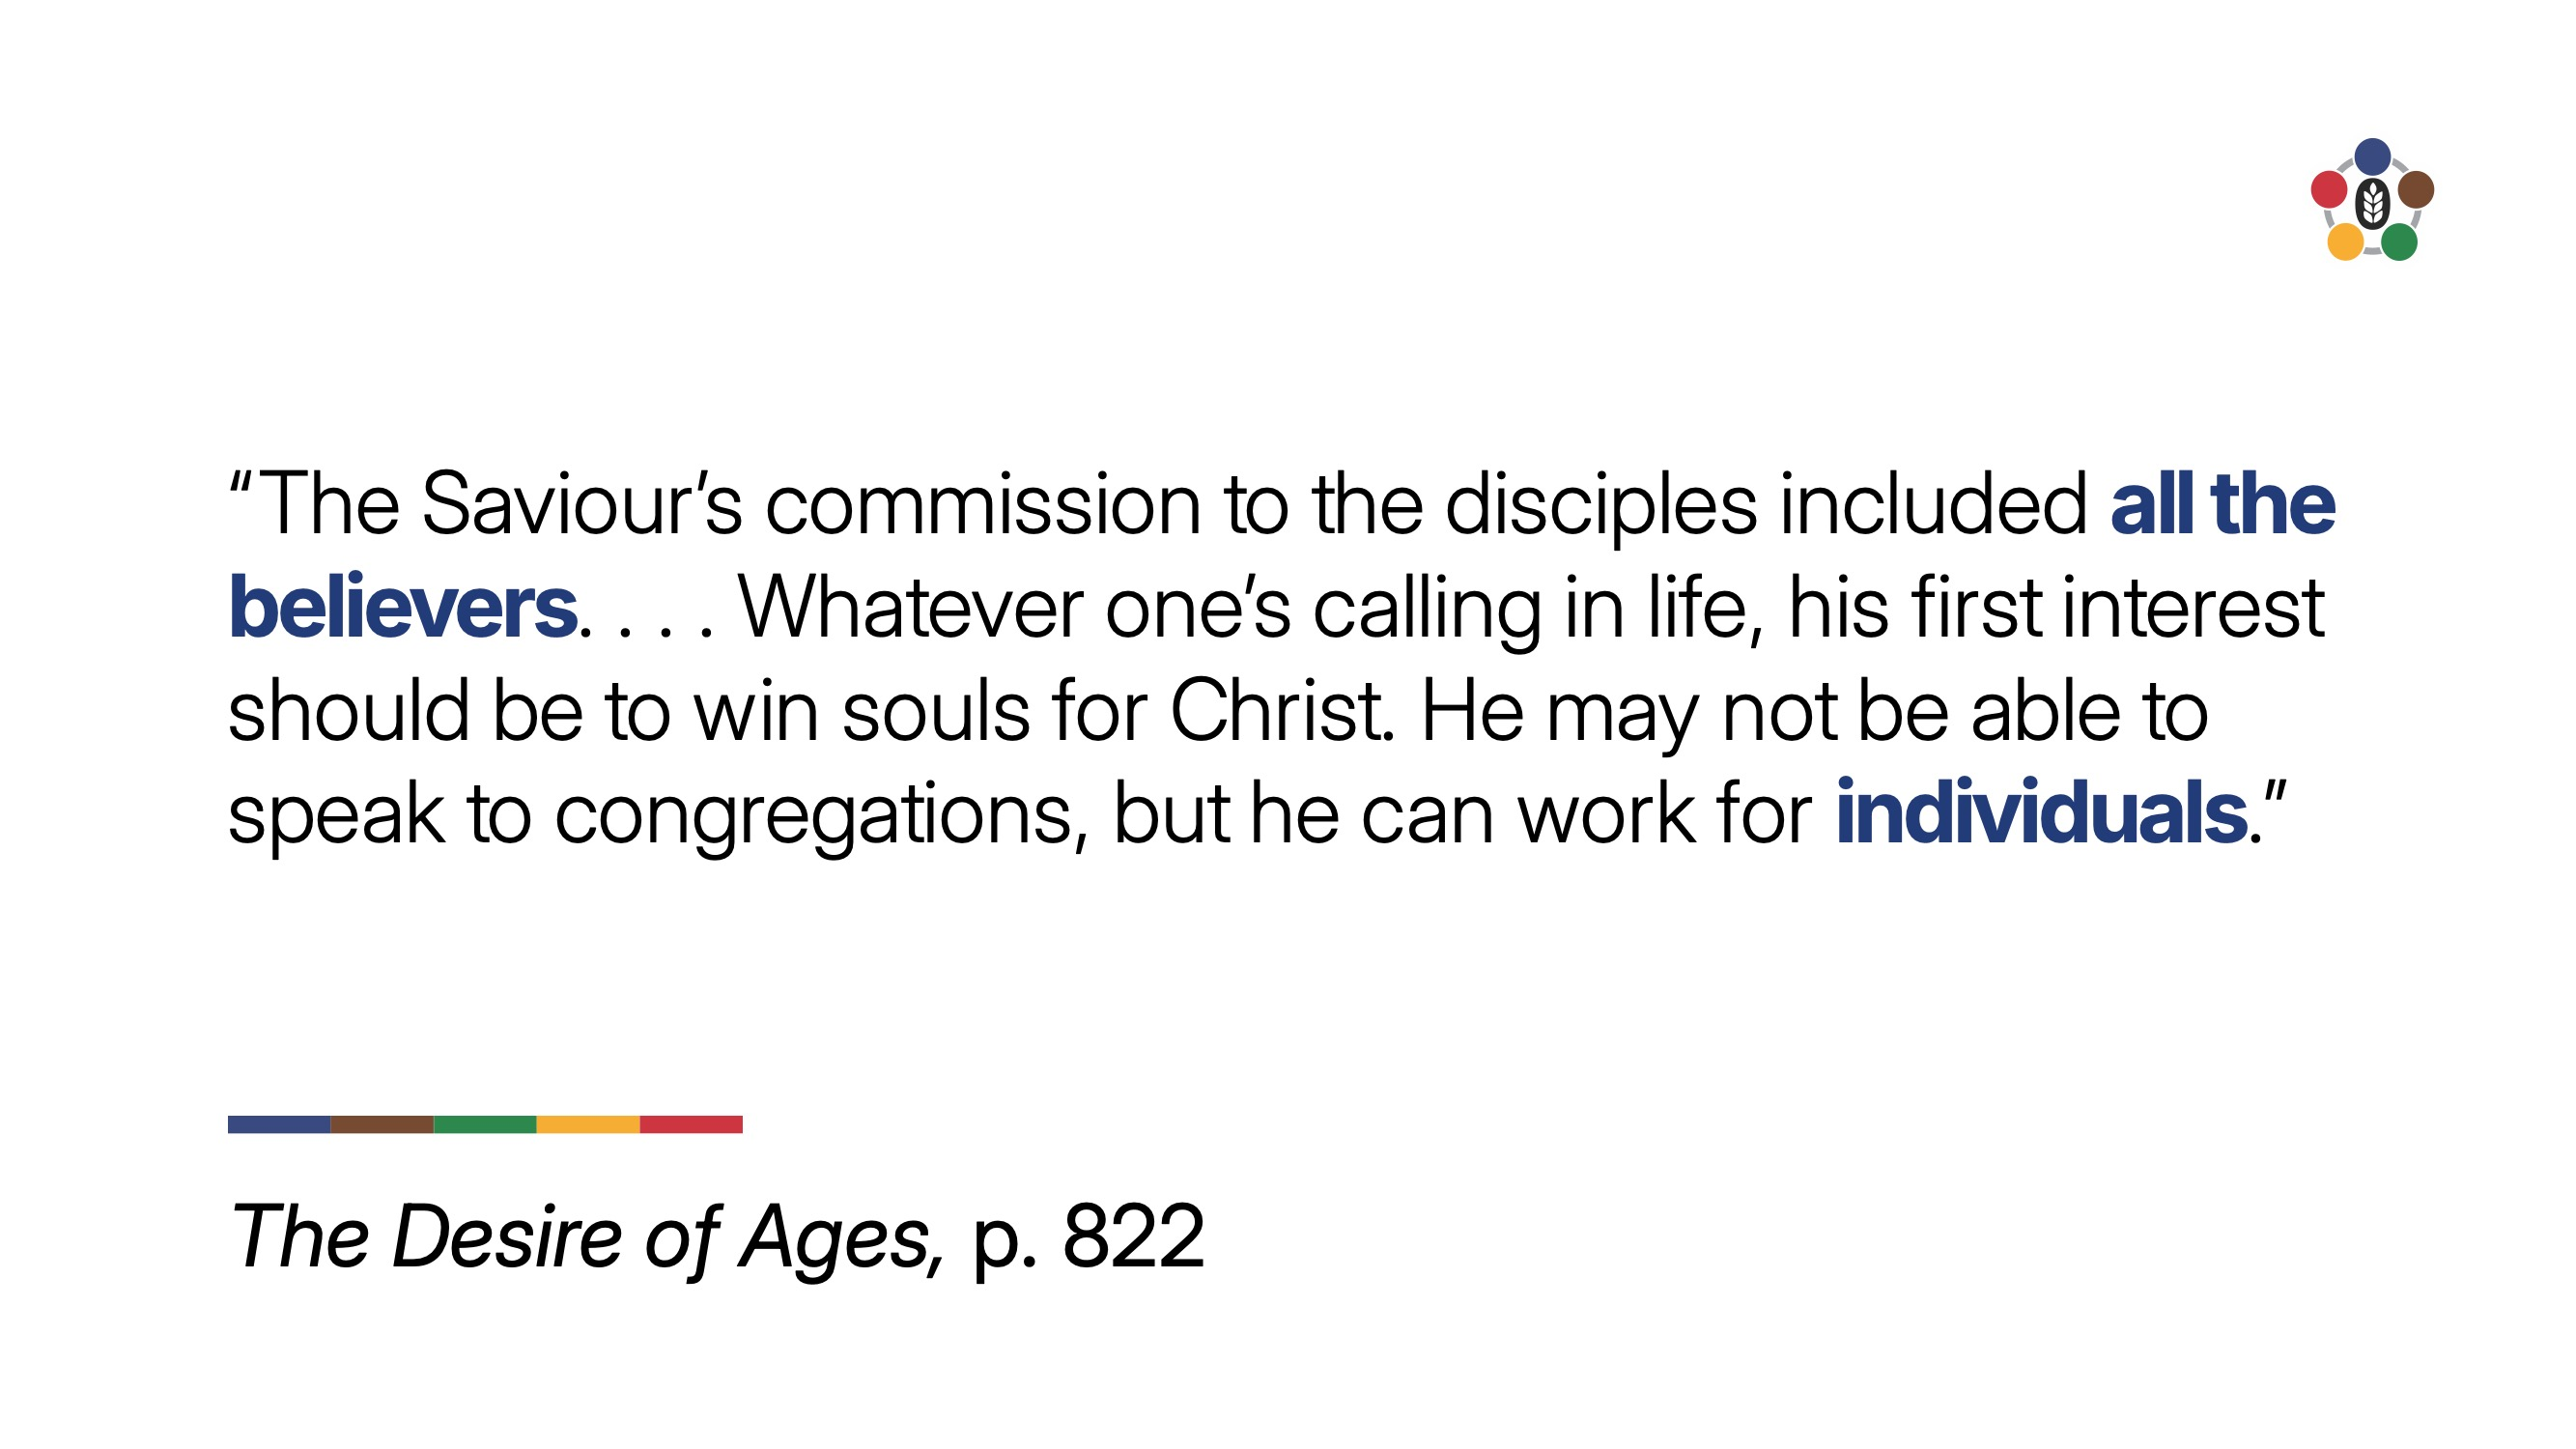 “The Saviour’s commission to the disciples included all the
believers. . . . Whatever one’s calling in life, his first interest
should be to win souls for Christ. He may not be able to
speak to congregations, but he can work for individuals.”
The Desire of Ages, p. 822